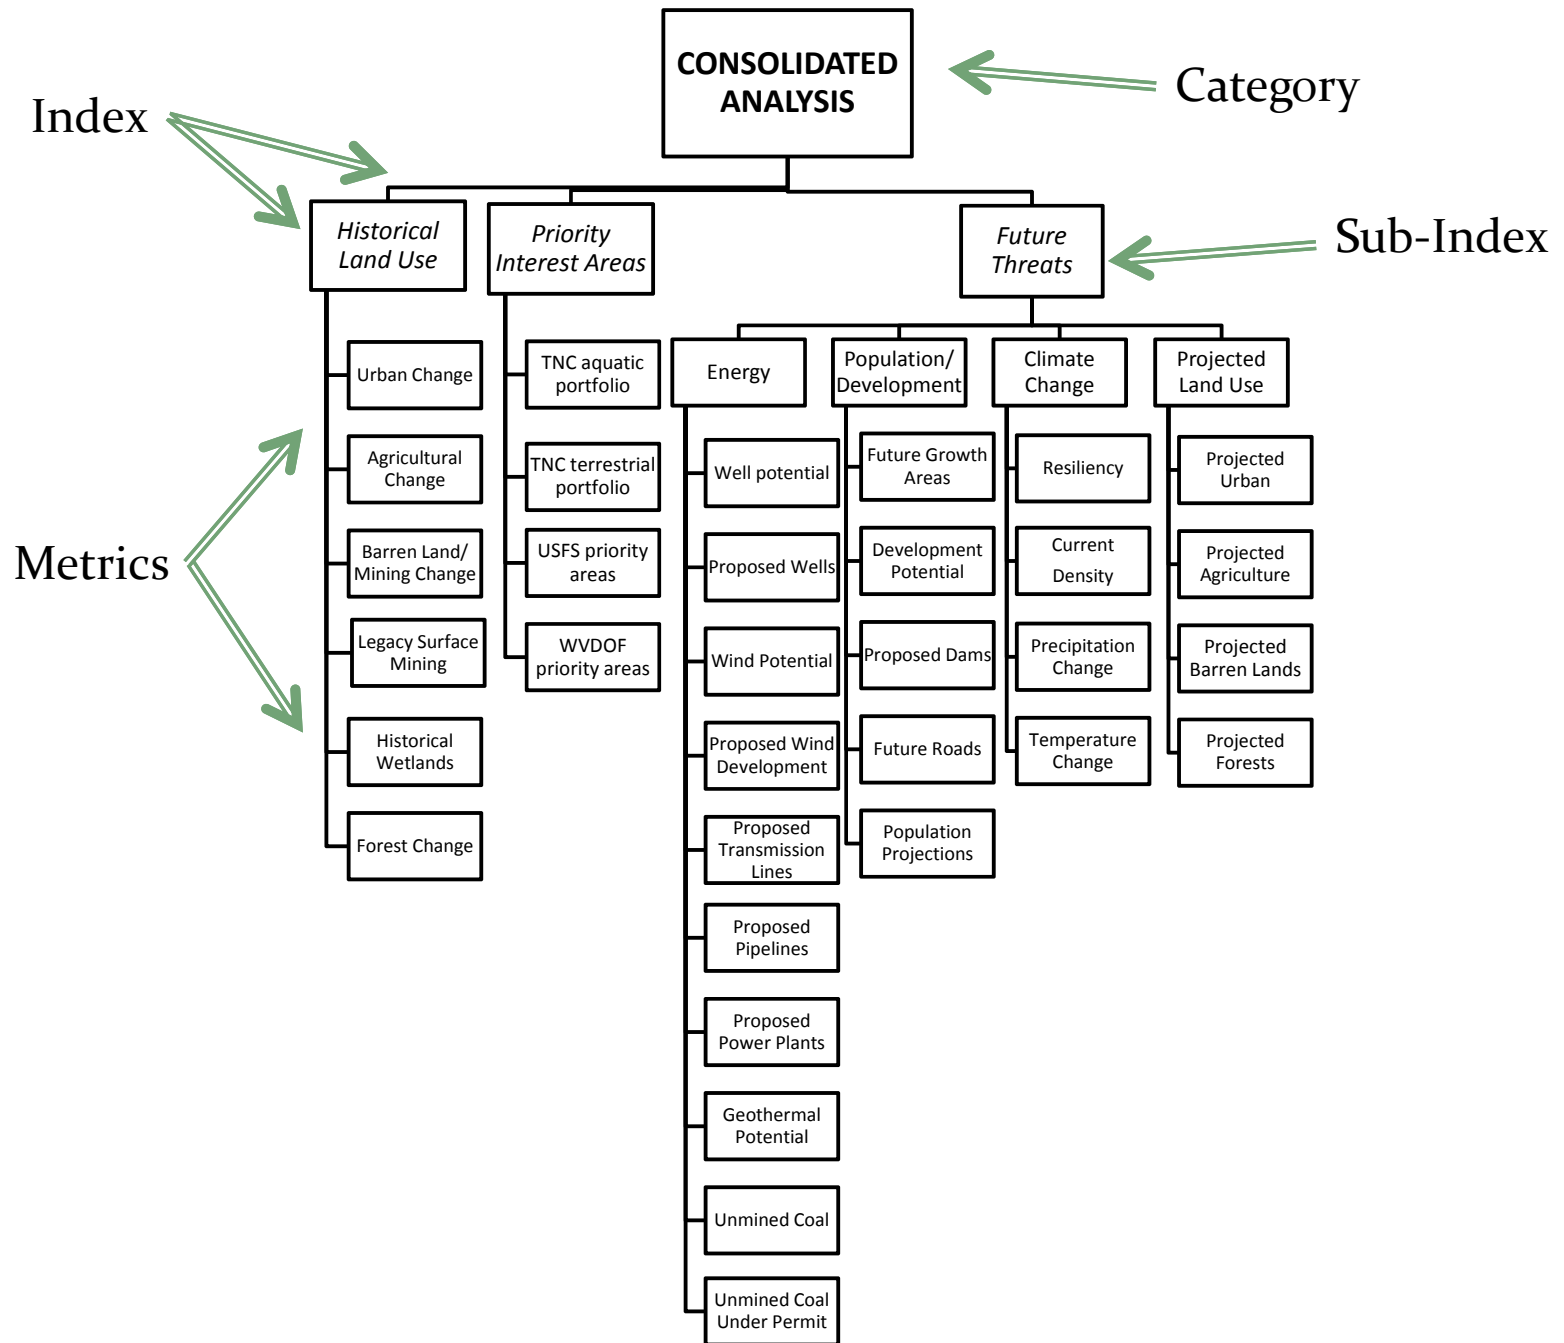 CONSOLIDATED
ANALYSIS
Category
Index
Historical
Land Use
Priority
Interest Areas
Future
Threats
Sub-Index
Metrics
Urban Change
Agricultural
Change
Barren Land/
Mining Change
Legacy Surface
Mining
Historical
Wetlands
Forest Change
TNC aquatic
portfolio
TNC terrestrial
portfolio
USFS priority
areas
WVDOF
priority areas
Energy
Well potential
Proposed Wells
Wind Potential
Proposed Wind
Development
Proposed
Transmission
Lines
Proposed
Pipelines
Proposed
Power Plants
Geothermal
Potential
Unmined Coal
Unmined Coal
Under Permit
Population/
Development
Future Growth
Areas
Development
Potential
Proposed Dams
Future Roads
Population
Projections
Climate
Change
Resiliency
Current
Density
Precipitation
Change
Temperature
Change
Projected
Land Use
Projected
Urban
Projected
Agriculture
Projected
Barren Lands
Projected
Forests